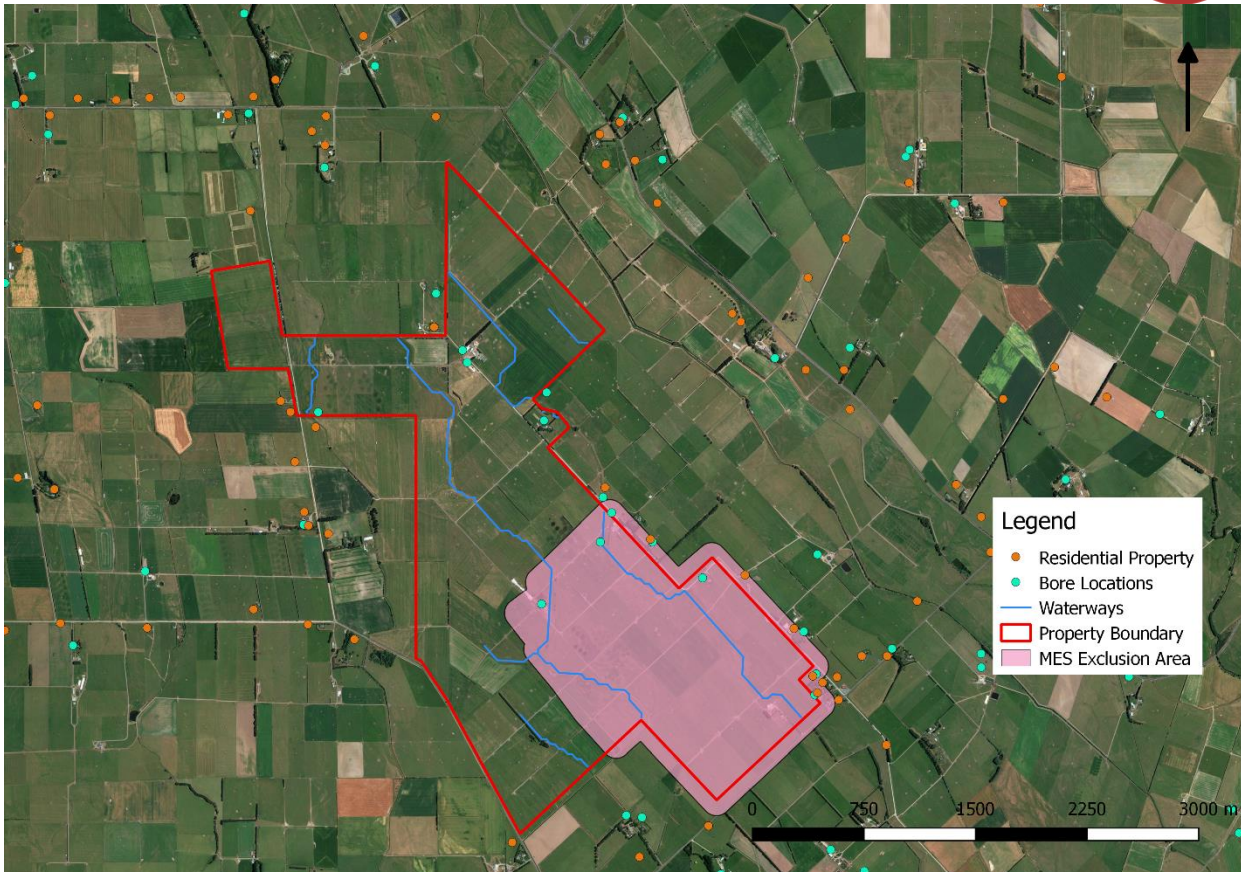 Legend
Residential Property
Bore Locations
Waterways
Property Boundary
MES Exclusion Area
0 750 1500 2250 3000 m